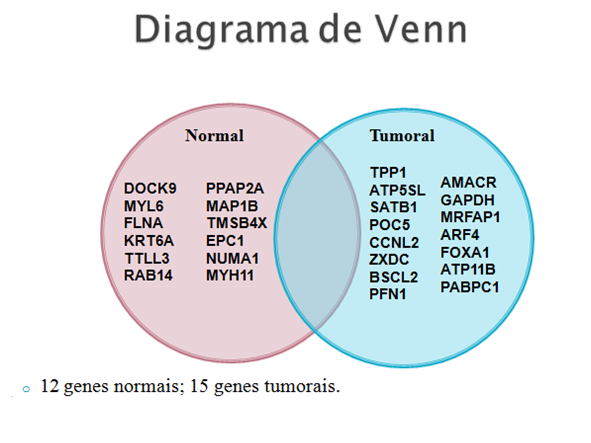 Diagrama de Venn
Normal
DOCK9
MYL6
FLNA
KRT6A
TTLL3
RAB14
PPAP2A
MAP1B
TMSB4X
EPC1
NUMA1
MYH11
Tumoral
TPP1
ATP5SL
SATB1
POC5
CCNL2
ZXDC
BSCL2
PFN1
AMACR
GAPDH
MRFAP1
ARF4
FOXA1
ATP11B
PABPC1
12 genes normais; 15 genes tumorais.